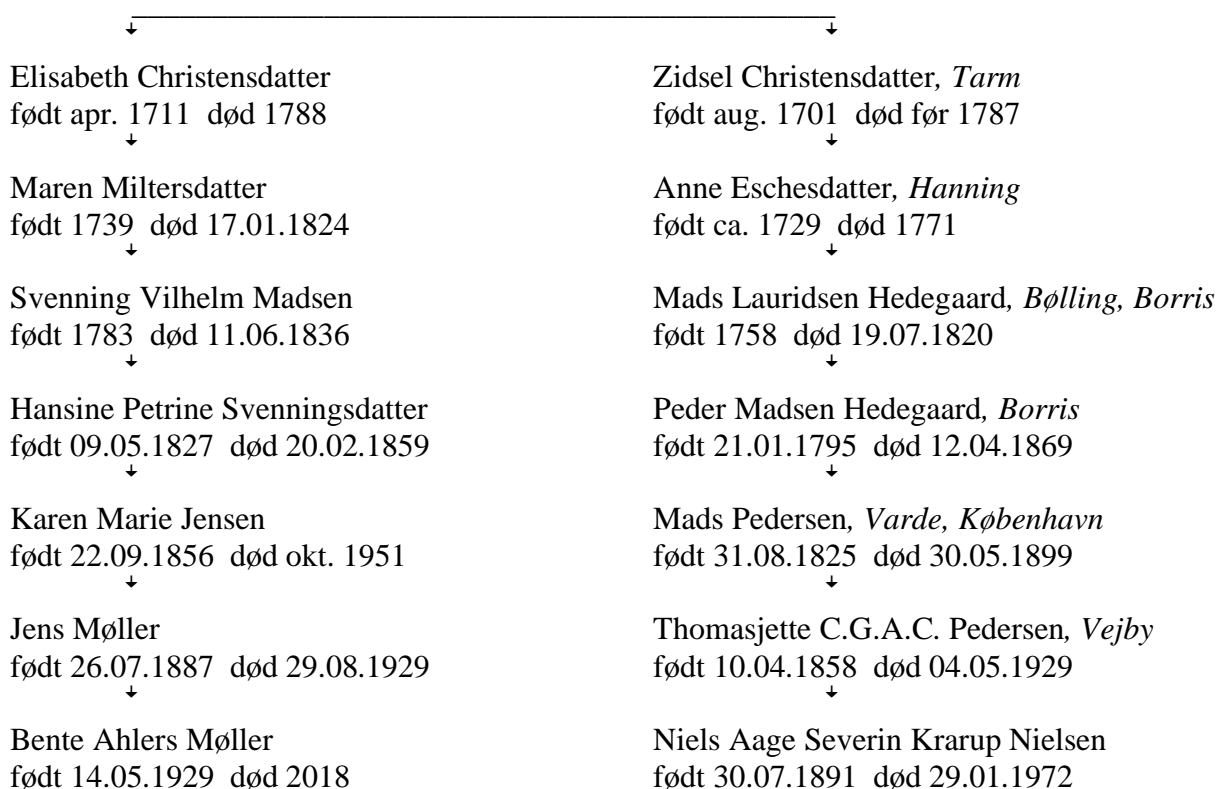 Elisabeth Christensdatter
født apr. 1711 død 1788
Maren Miltersdatter
født 1739 død 17.01.1824
Svenning Vilhelm Madsen
født 1783 død 11.06.1836
Hansine Petrine Svenningsdatter
født 09.05.1827 død 20.02.1859
Karen Marie Jensen
født 22.09.1856 død okt. 1951
Jens Møller
født 26.07.1887 død 29.08.1929
Bente Ahlers Møller
født 14.05.1929 død 2018
Zidsel Christensdatter, Tarm
født aug. 1701 død før 1787
Anne Eschesdatter, Hanning
født ca. 1729 død 1771
Mads Lauridsen Hedegaard, Bølling, Borris
født 1758 død 19.07.1820
Peder Madsen Hedegaard, Borris
født 21.01.1795 død 12.04.1869
Mads Pedersen, Varde, København
født 31.08.1825 død 30.05.1899
Thomasjette C.G.A.C. Pedersen, Vejby
født 10.04.1858 død 04.05.1929
Niels Aage Severin Krarup Nielsen
født 30.07.1891 død 29.01.1972